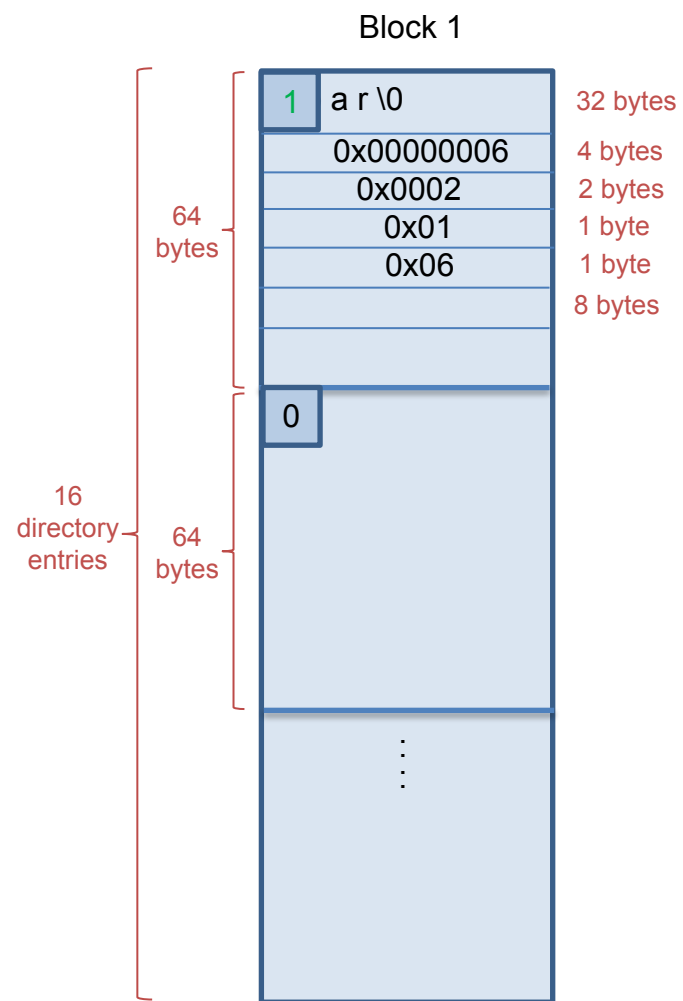 Block 1
1 a r \0 32 bytes
0x00000006 4 bytes
0x0002 2 bytes
0x01 1 byte
0x06 1 byte
8 bytes
64
bytes
0
16
directory
entries
64
bytes